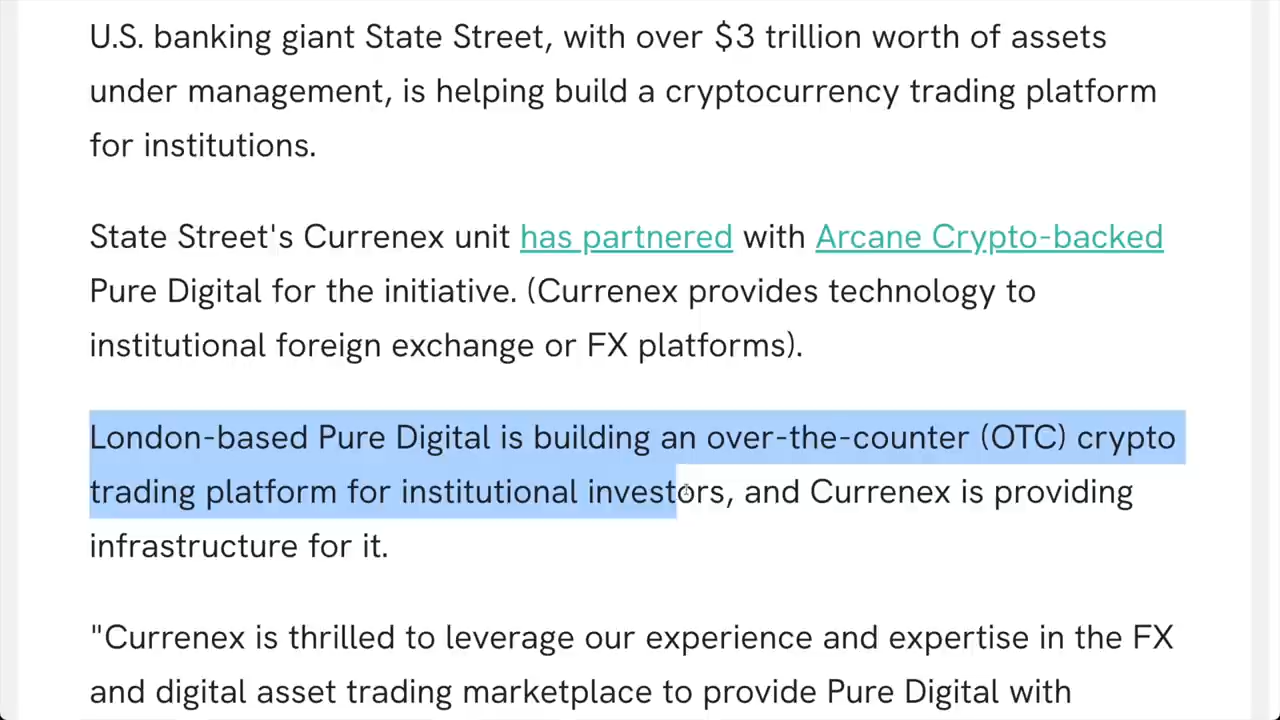 U.S. banking giant State Street, with over $3 trillion worth of assets
under management, is helping build a cryptocurrency trading platform
for institutions.
State Street's Currenex unit has partnered with Arcane Crypto-backed
Pure Digital for the initiative. (Currenex provides technology to
institutional foreign exchange or FX platforms).
London-based Pure Digital is building an over-the-counter (OTC) crypto
trading platform for institutional investors, and Currenex is providing
infrastructure for it.
"Currenex is thrilled to leverage our experience and expertise in the FX
and digital asset trading marketplace to provide Pure Digital with